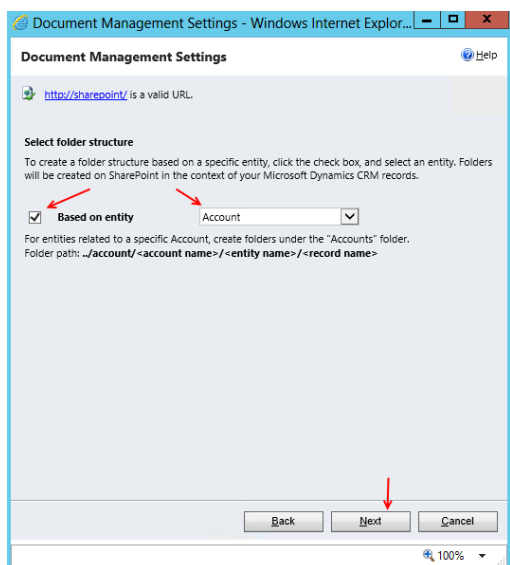 Document Management Settings - Windows Internet Explor...
Document Management Settings
Help
http://sharepoint/ is a valid URL.
Select folder structure
To create a folder structure based on a specific entity, click the check box, and select an entity. Folders
will be created on SharePoint in the context of your Microsoft Dynamics CRM records.
Based on entity Account
For entities related to a specific Account, create folders under the "Accounts" folder.
Folder path: ../account/<account name>/<entity name>/<record name>
Back Next Cancel
100%